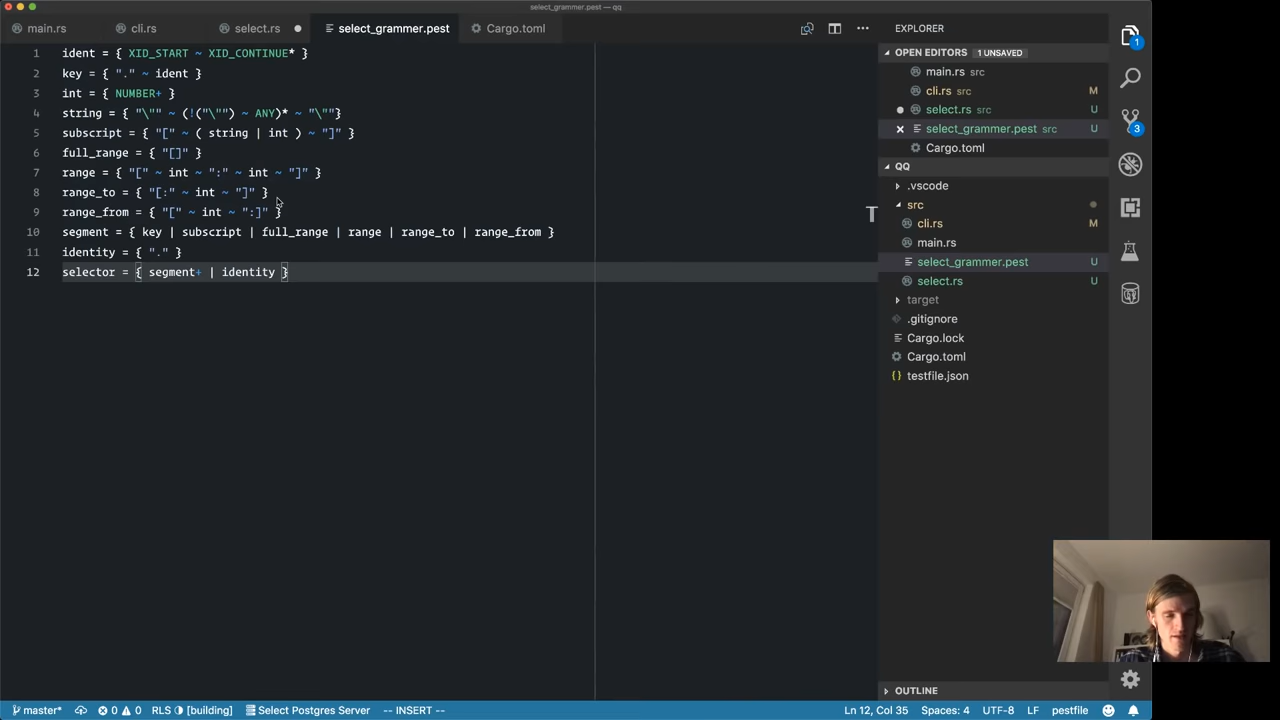 select_grammer.pest — qq
main.rs
cli.rs
select.rs
select_grammer.pest
Cargo.toml
1 ident = { XID_START ~ XID_CONTINUE* }
2 key = { "." ~ ident }
3 int = { NUMBER+ }
4 string = { "\"" ~ (!("\"") ~ ANY)* ~ "\""}
5 subscript = { "[" ~ ( string | int ) ~ "]" }
6 full_range = { "[]" }
7 range = { "[" ~ int ~ ":" ~ int ~ "]" }
8 range_to = { "[:" ~ int ~ "]" }
9 range_from = { "[" ~ int ~ ":]" }
10 segment = { key | subscript | full_range | range | range_to | range_from }
11 identity = { "." }
12 selector = { segment+ | identity }
T
EXPLORER
OPEN EDITORS 1 UNSAVED
main.rs src
cli.rs src M
select.rs src U
select_grammer.pest src U
Cargo.toml
QQ
.vscode
src
cli.rs M
main.rs
select_grammer.pest U
select.rs U
target
.gitignore
Cargo.lock
Cargo.toml
testfile.json
OUTLINE
1
3
master* 0 0 RLS [building] Select Postgres Server -- INSERT -- Ln 12, Col 35 Spaces: 4 UTF-8 LF pestfile